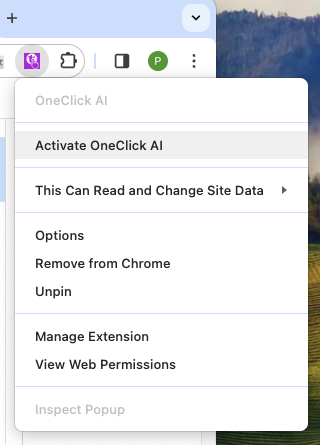 P
OneClick AI
Activate OneClick AI
This Can Read and Change Site Data
Options
Remove from Chrome
Unpin
Manage Extension
View Web Permissions
Inspect Popup